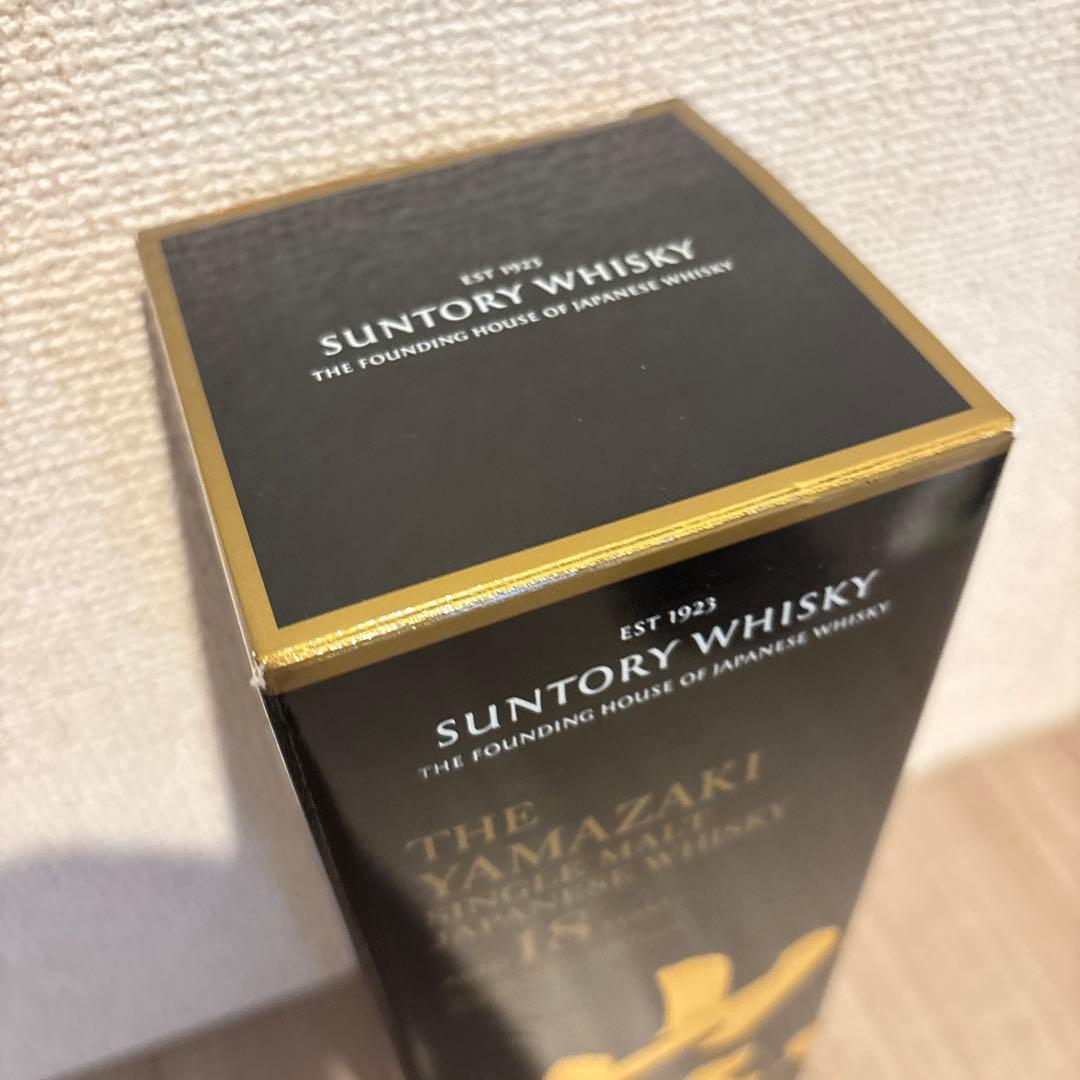 EST 1923
SUNTORY WHISKY
THE FOUNDING HOUSE OF JAPANESE WHISKY
EST 1923
SUNTORY WHISKY
THE FOUNDING HOUSE OF JAPANESE WHISKY
THE
YAMAZAKI
SINGLE MALT
JAPANESE WHISKY
18